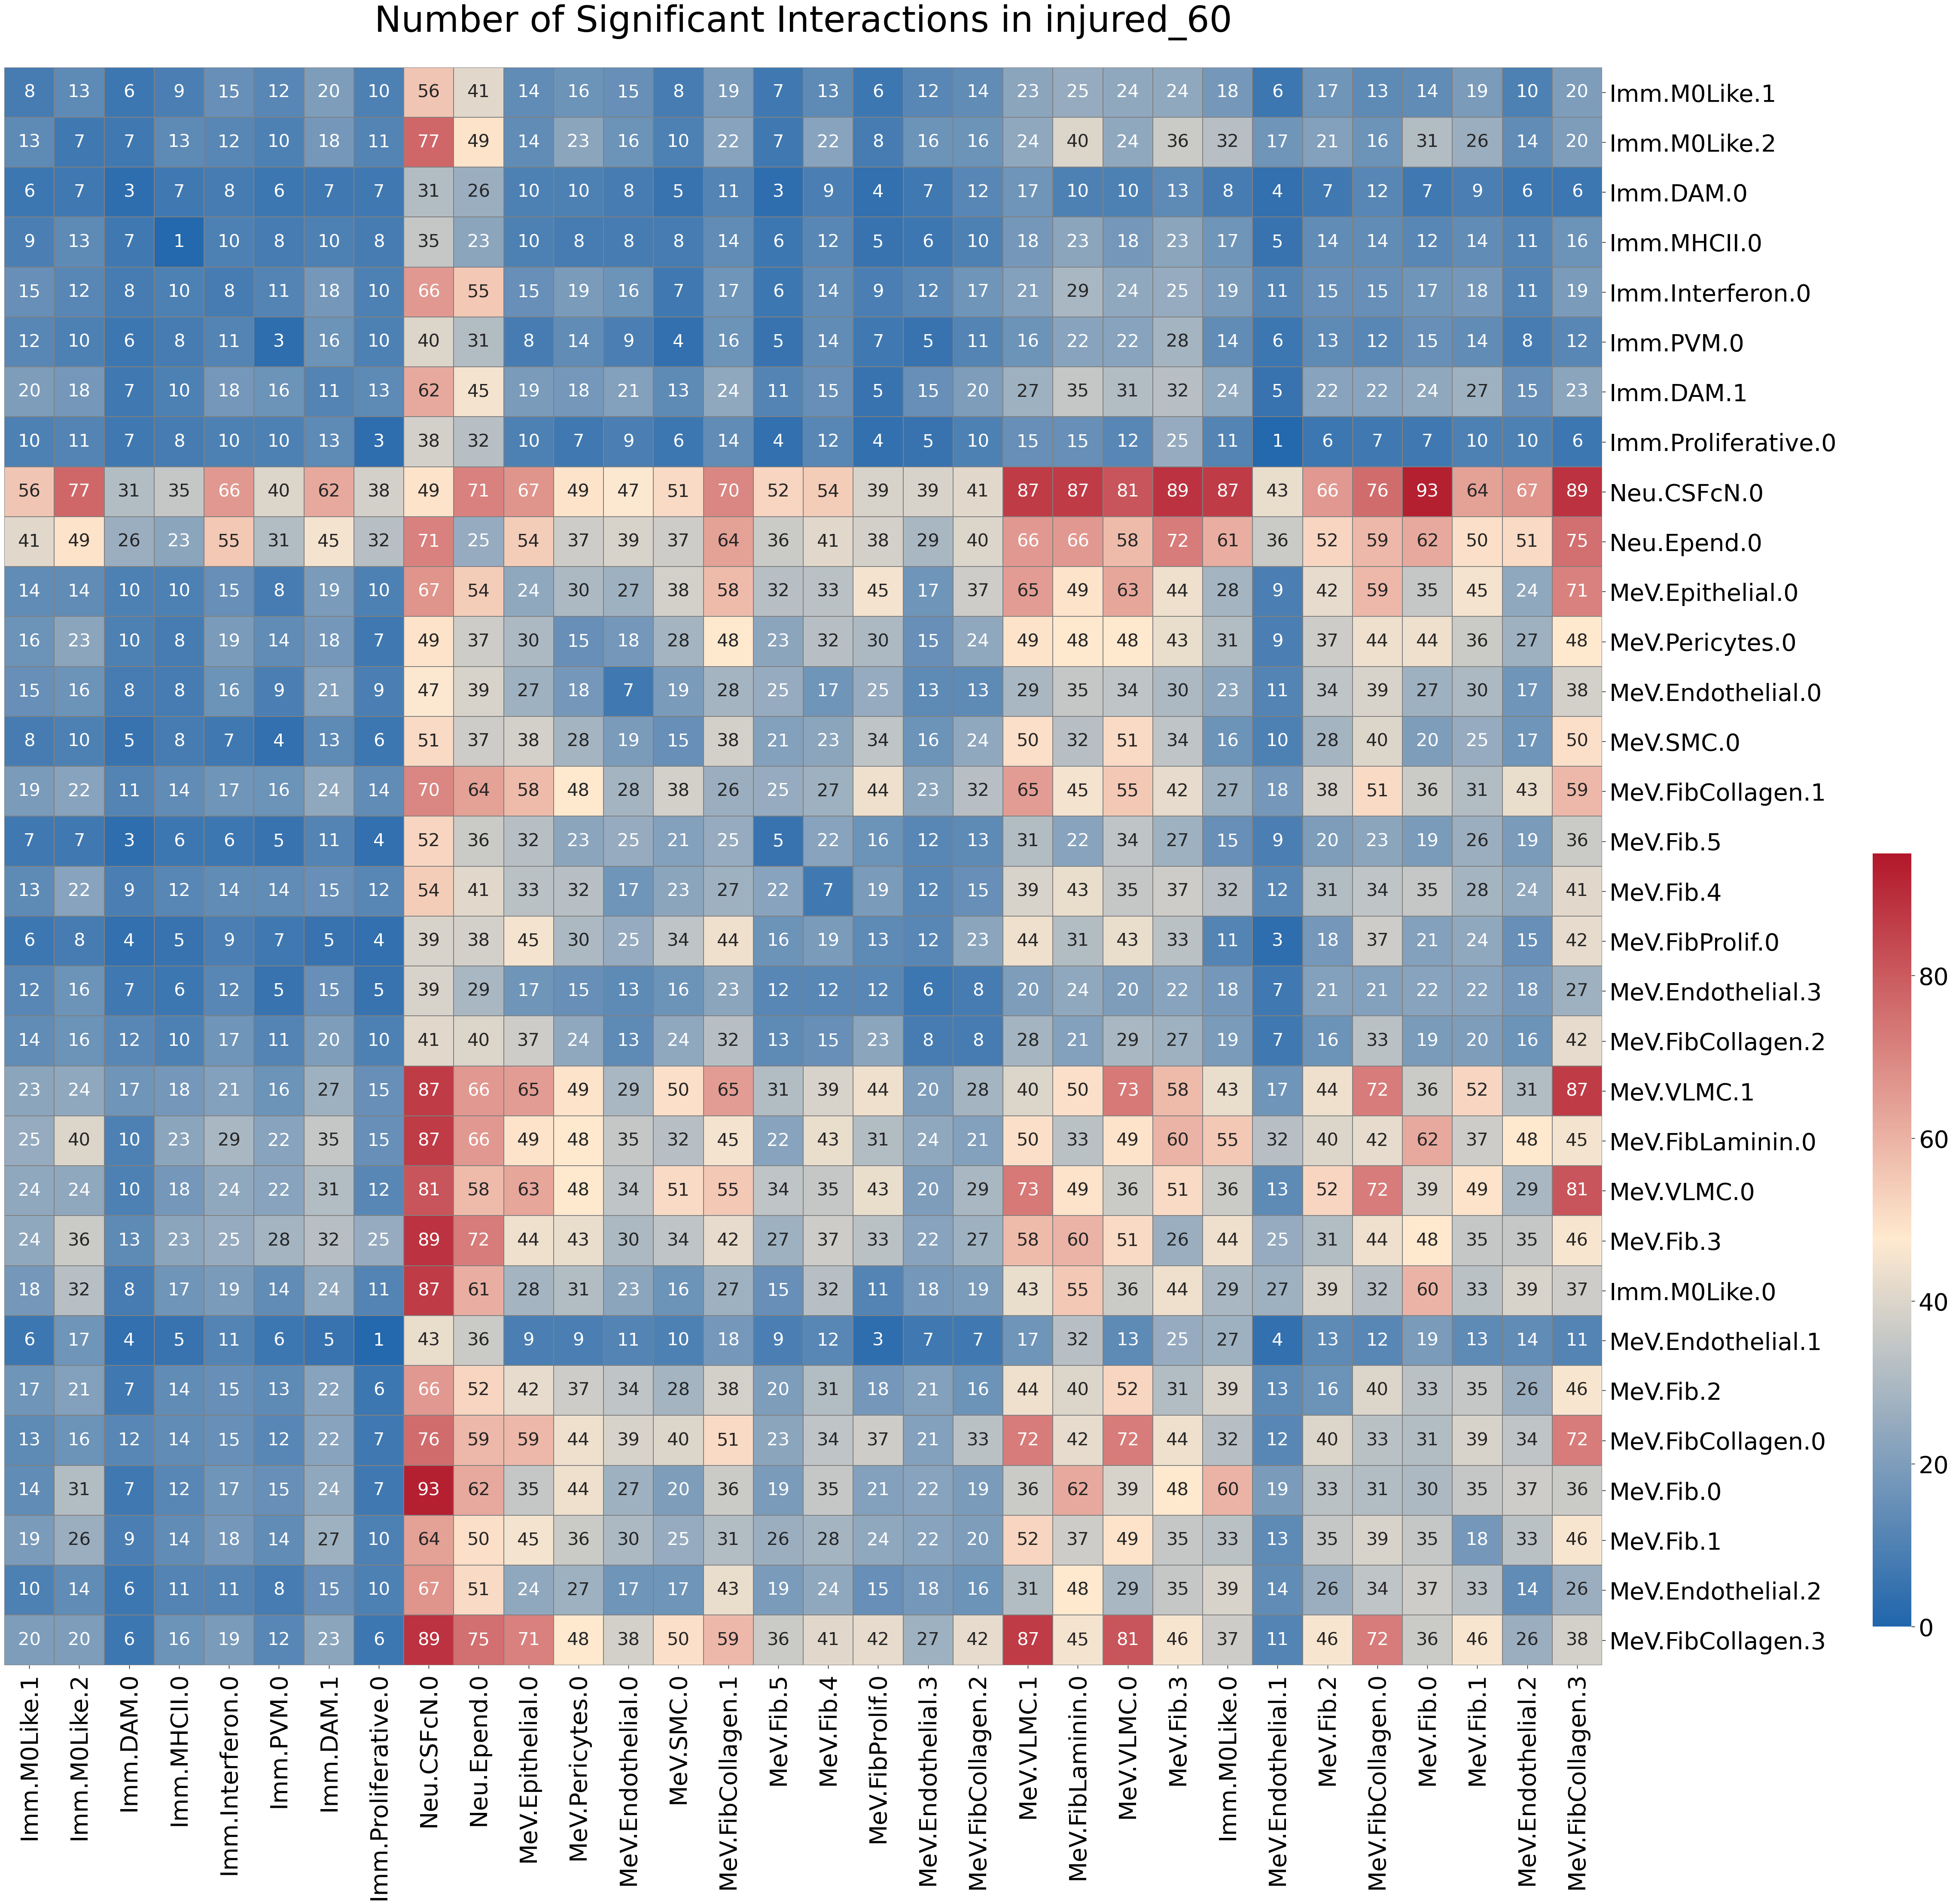 Number of Significant Interactions in injured_60
8 13 6 9 15 12 20 10 56 41 14 16 15 8 19 7 13 6 12 14 23 25 24 24 18 6 17 13 14 19 10 20 Imm.M0Like.1
13 7 7 13 12 10 18 11 77 49 14 23 16 10 22 7 22 8 16 16 24 40 24 36 32 17 21 16 31 26 14 20 Imm.M0Like.2
6 7 3 7 8 6 7 7 31 26 10 10 8 5 11 3 9 4 7 12 17 10 10 13 8 4 7 12 7 9 6 6 Imm.DAM.0
9 13 7 1 10 8 10 8 35 23 10 8 8 8 14 6 12 5 6 10 18 23 18 23 17 5 14 14 12 14 11 16 Imm.MHCII.0
15 12 8 10 8 11 18 10 66 55 15 19 16 7 17 6 14 9 12 17 21 29 24 25 19 11 15 15 17 18 11 19 Imm.Interferon.0
12 10 6 8 11 3 16 10 40 31 8 14 9 4 16 5 14 7 5 11 16 22 22 28 14 6 13 12 15 14 8 12 Imm.PVM.0
20 18 7 10 18 16 11 13 62 45 19 18 21 13 24 11 15 5 15 20 27 35 31 32 24 5 22 22 24 27 15 23 Imm.DAM.1
10 11 7 8 10 10 13 3 38 32 10 7 9 6 14 4 12 4 5 10 15 15 12 25 11 1 6 7 7 10 10 6 Imm.Proliferative.0
56 77 31 35 66 40 62 38 49 71 67 49 47 51 70 52 54 39 39 41 87 87 81 89 87 43 66 76 93 64 67 89 Neu.CSFcN.0
41 49 26 23 55 31 45 32 71 25 54 37 39 37 64 36 41 38 29 40 66 66 58 72 61 36 52 59 62 50 51 75 Neu.Epend.0
14 14 10 10 15 8 19 10 67 54 24 30 27 38 58 32 33 45 17 37 65 49 63 44 28 9 42 59 35 45 24 71 MeV.Epithelial.0
16 23 10 8 19 14 18 7 49 37 30 15 18 28 48 23 32 30 15 24 49 48 48 43 31 9 37 44 44 36 27 48 MeV.Pericytes.0
15 16 8 8 16 9 21 9 47 39 27 18 7 19 28 25 17 25 13 13 29 35 34 30 23 11 34 39 27 30 17 38 MeV.Endothelial.0
8 10 5 8 7 4 13 6 51 37 38 28 19 15 38 21 23 34 16 24 50 32 51 34 16 10 28 40 20 25 17 50 MeV.SMC.0
19 22 11 14 17 16 24 14 70 64 58 48 28 38 26 25 27 44 23 32 65 45 55 42 27 18 38 51 36 31 43 59 MeV.FibCollagen.1
7 7 3 6 6 5 11 4 52 36 32 23 25 21 25 5 22 16 12 13 31 22 34 27 15 9 20 23 19 26 19 36 MeV.Fib.5
13 22 9 12 14 14 15 12 54 41 33 32 17 23 27 22 7 19 12 15 39 43 35 37 32 12 31 34 35 28 24 41 MeV.Fib.4
6 8 4 5 9 7 5 4 39 38 45 30 25 34 44 16 19 13 12 23 44 31 43 33 11 3 18 37 21 24 15 42 MeV.FibProlif.0
12 16 7 6 12 5 15 5 39 29 17 15 13 16 23 12 12 12 6 8 20 24 20 22 18 7 21 21 22 22 18 27 MeV.Endothelial.3
14 16 12 10 17 11 20 10 41 40 37 24 13 24 32 13 15 23 8 8 28 21 29 27 19 7 16 33 19 20 16 42 MeV.FibCollagen.2
23 24 17 18 21 16 27 15 87 66 65 49 29 50 65 31 39 44 20 28 40 50 73 58 43 17 44 72 36 52 31 87 MeV.VLMC.1
25 40 10 23 29 22 35 15 87 66 49 48 35 32 45 22 43 31 24 21 50 33 49 60 55 32 40 42 62 37 48 45 MeV.FibLaminin.0
24 24 10 18 24 22 31 12 81 58 63 48 34 51 55 34 35 43 20 29 73 49 36 51 36 13 52 72 39 49 29 81 MeV.VLMC.0
24 36 13 23 25 28 32 25 89 72 44 43 30 34 42 27 37 33 22 27 58 60 51 26 44 25 31 44 48 35 35 46 MeV.Fib.3
18 32 8 17 19 14 24 11 87 61 28 31 23 16 27 15 32 11 18 19 43 55 36 44 29 27 39 32 60 33 39 37 Imm.M0Like.0
6 17 4 5 11 6 5 1 43 36 9 9 11 10 18 9 12 3 7 7 17 32 13 25 27 4 13 12 19 13 14 11 MeV.Endothelial.1
17 21 7 14 15 13 22 6 66 52 42 37 34 28 38 20 31 18 21 16 44 40 52 31 39 13 16 40 33 35 26 46 MeV.Fib.2
13 16 12 14 15 12 22 7 76 59 59 44 39 40 51 23 34 37 21 33 72 42 72 44 32 12 40 33 31 39 34 72 MeV.FibCollagen.0
14 31 7 12 17 15 24 7 93 62 35 44 27 20 36 19 35 21 22 19 36 62 39 48 60 19 33 31 30 35 37 36 MeV.Fib.0
19 26 9 14 18 14 27 10 64 50 45 36 30 25 31 26 28 24 22 20 52 37 49 35 33 13 35 39 35 18 33 46 MeV.Fib.1
10 14 6 11 11 8 15 10 67 51 24 27 17 17 43 19 24 15 18 16 31 48 29 35 39 14 26 34 37 33 14 26 MeV.Endothelial.2
20 20 6 16 19 12 23 6 89 75 71 48 38 50 59 36 41 42 27 42 87 45 81 46 37 11 46 72 36 46 26 38 MeV.FibCollagen.3
Imm.M0Like.1
Imm.M0Like.2
Imm.DAM.0
Imm.MHCII.0
Imm.Interferon.0
Imm.PVM.0
Imm.DAM.1
Imm.Proliferative.0
Neu.CSFcN.0
Neu.Epend.0
MeV.Epithelial.0
MeV.Pericytes.0
MeV.Endothelial.0
MeV.SMC.0
MeV.FibCollagen.1
MeV.Fib.5
MeV.Fib.4
MeV.FibProlif.0
MeV.Endothelial.3
MeV.FibCollagen.2
MeV.VLMC.1
MeV.FibLaminin.0
MeV.VLMC.0
MeV.Fib.3
Imm.M0Like.0
MeV.Endothelial.1
MeV.Fib.2
MeV.FibCollagen.0
MeV.Fib.0
MeV.Fib.1
MeV.Endothelial.2
MeV.FibCollagen.3
80
60
40
20
0